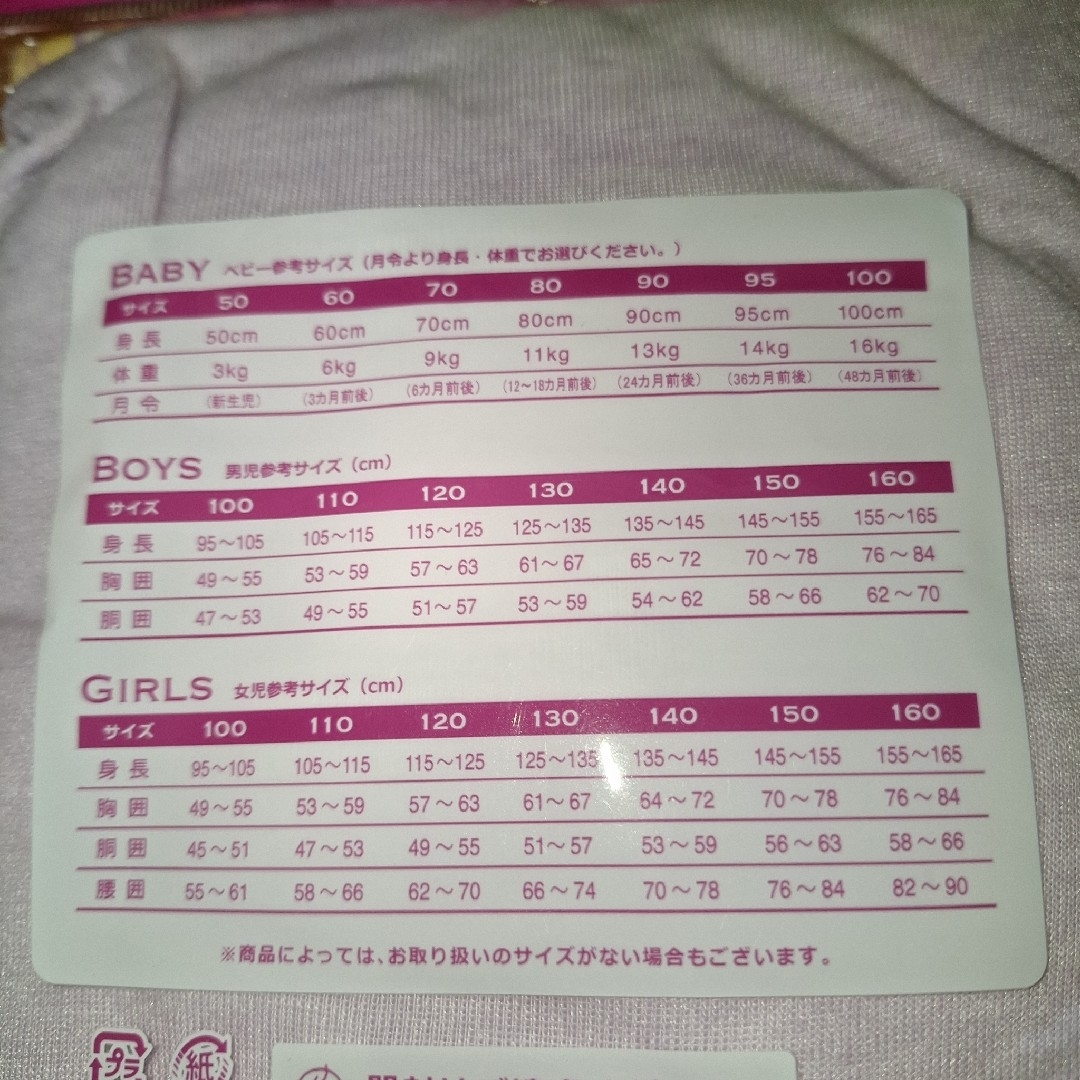 BABY ベビー参考サイズ（月令より身長・体重でお選びください。）
サイズ 50 60 70 80 90 95 100
身長 50cm 60cm 70cm 80cm 90cm 95cm 100cm
体重 3kg 6kg 9kg 11kg 13kg 14kg 16kg
月令 （新生児） （3カ月前後） （6カ月前後） （12～18カ月前後） （24カ月前後） （36カ月前後） （48カ月前後）
BOYS 男児参考サイズ（cm）
サイズ 100 110 120 130 140 150 160
身長 95～105 105～115 115～125 125～135 135～145 145～155 155～165
胸囲 49～55 53～59 57～63 61～67 65～72 70～78 76～84
胴囲 47～53 49～55 51～57 53～59 54～62 58～66 62～70
GIRLS 女児参考サイズ（cm）
サイズ 100 110 120 130 140 150 160
身長 95～105 105～115 115～125 125～135 135～145 145～155 155～165
胸囲 49～55 53～59 57～63 61～67 64～72 70～78 76～84
胴囲 45～51 47～53 49～55 51～57 53～59 56～63 58～66
腰囲 55～61 58～66 62～70 66～74 70～78 76～84 82～90
※商品によっては、お取り扱いのサイズがない場合もございます。
プラ 紙